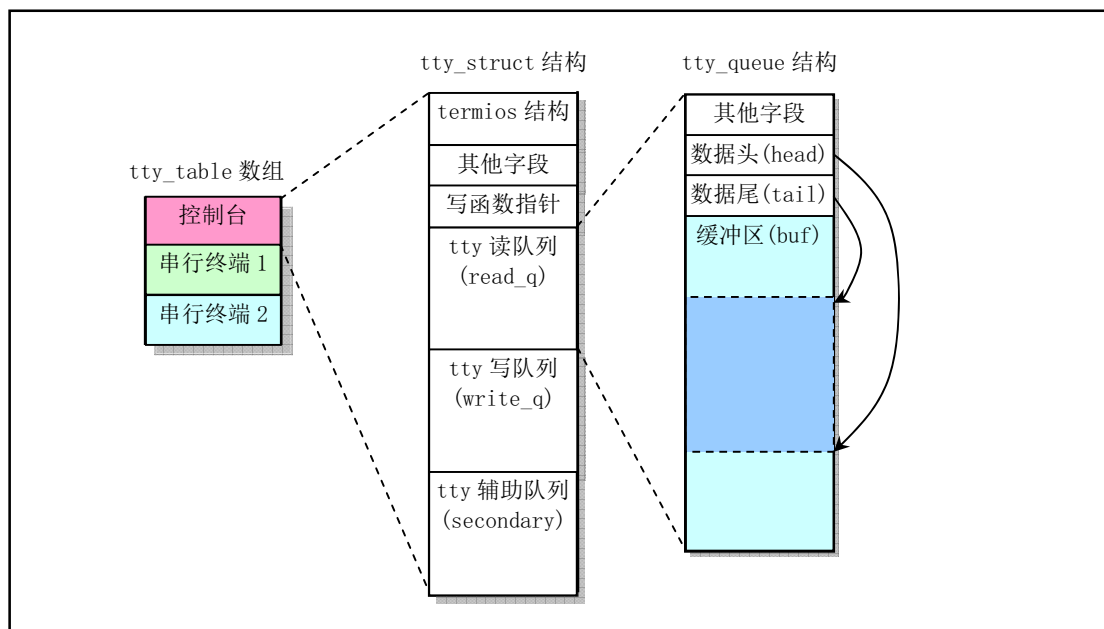 tty_table 数组
控制台
串行终端 1
串行终端 2
tty_struct 结构
termios 结构
其他字段
写函数指针
tty 读队列
(read_q)
tty 写队列
(write_q)
tty 辅助队列
(secondary)
tty_queue 结构
其他字段
数据头(head)
数据尾(tail)
缓冲区(buf)